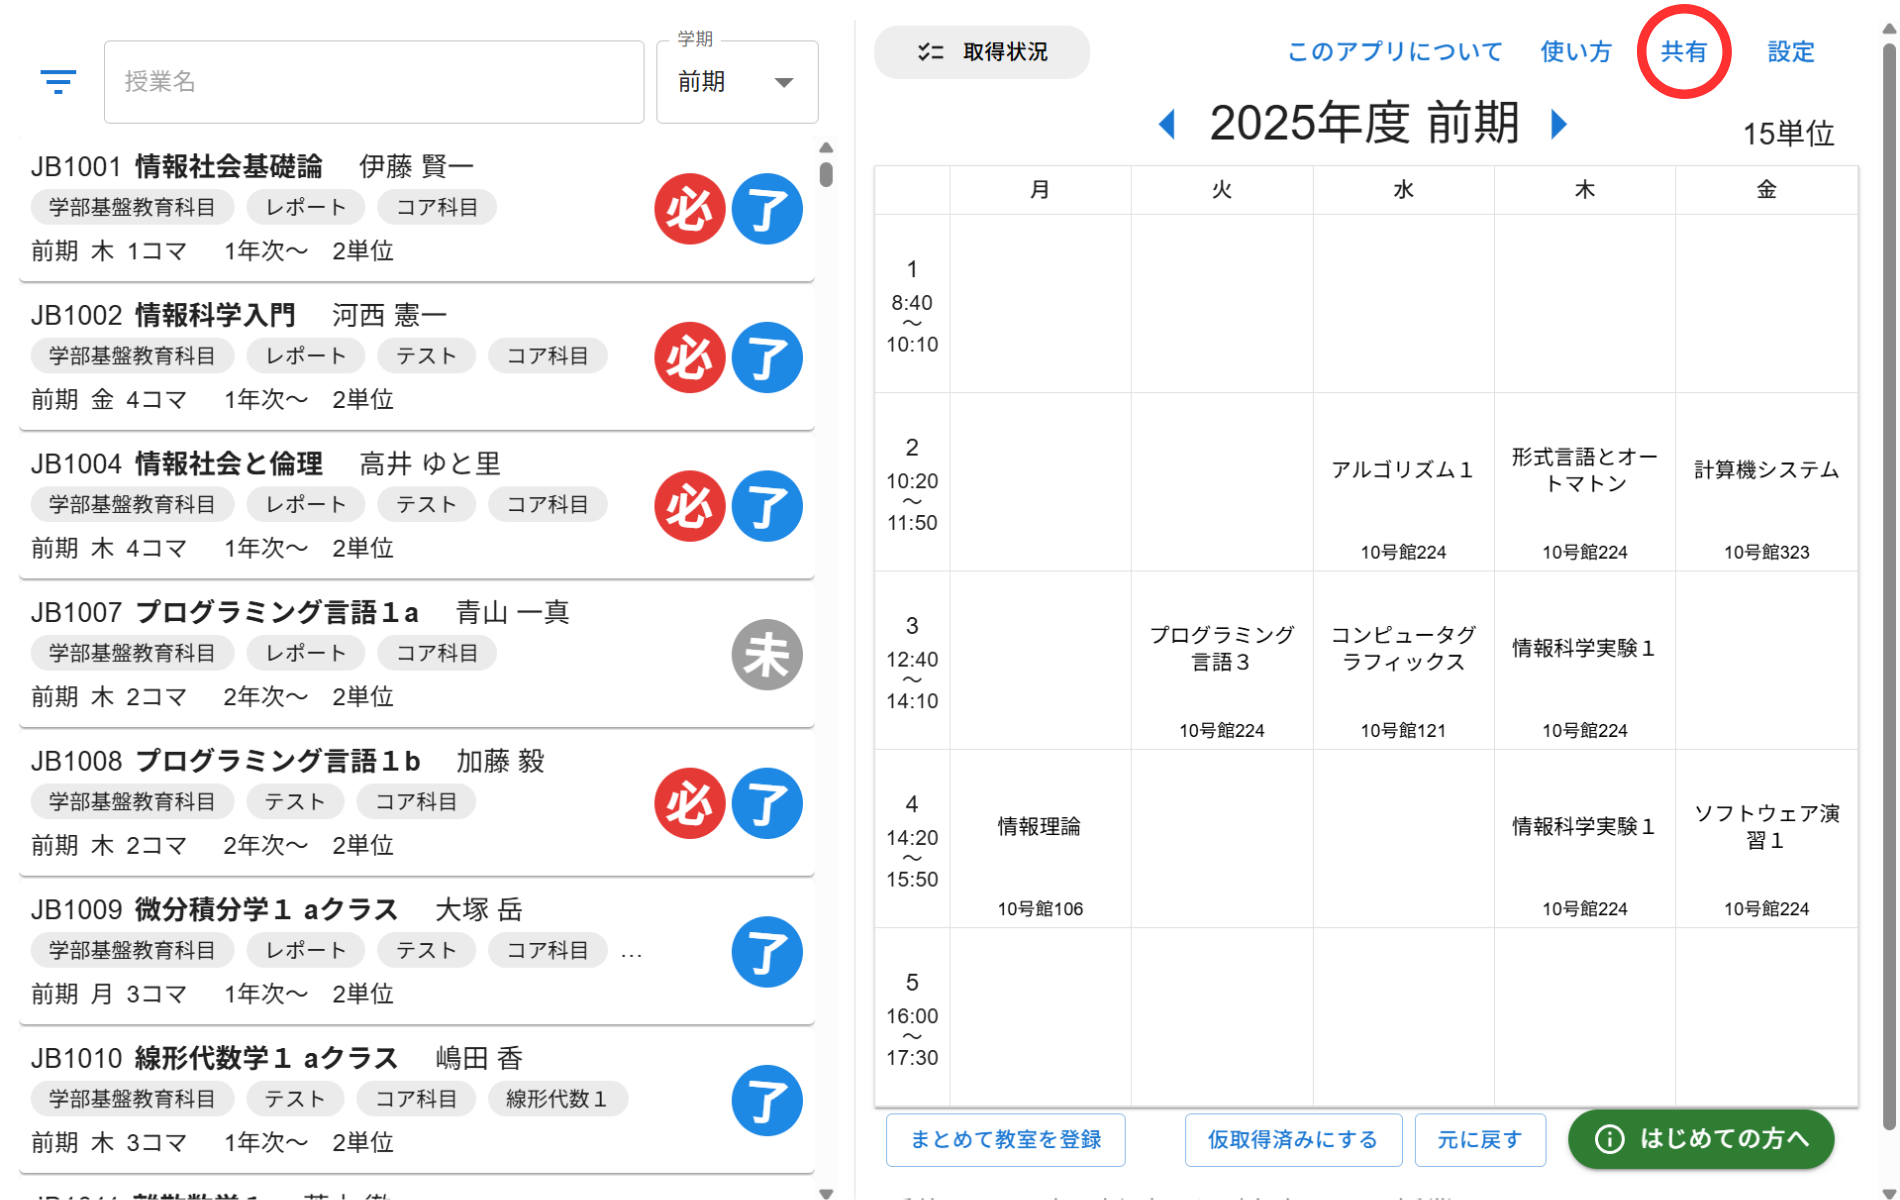 授業名
学期
前期
JB1001 情報社会基礎論 伊藤 賢一
学部基盤教育科目 レポート コア科目
前期 木 1コマ 1年次〜 2単位
必 了
JB1002 情報科学入門 河西 憲一
学部基盤教育科目 レポート テスト コア科目
前期 金 4コマ 1年次〜 2単位
必 了
JB1004 情報社会と倫理 高井 ゆと里
学部基盤教育科目 レポート テスト コア科目
前期 木 4コマ 1年次〜 2単位
必 了
JB1007 プログラミング言語１a 青山 一真
学部基盤教育科目 レポート コア科目
前期 木 2コマ 2年次〜 2単位
未
JB1008 プログラミング言語１b 加藤 毅
学部基盤教育科目 テスト コア科目
前期 木 2コマ 2年次〜 2単位
必 了
JB1009 微分積分学１ aクラス 大塚 岳
学部基盤教育科目 レポート テスト コア科目 …
前期 月 3コマ 1年次〜 2単位
了
JB1010 線形代数学１ aクラス 嶋田 香
学部基盤教育科目 テスト コア科目 線形代数１
前期 木 3コマ 1年次〜 2単位
了
取得状況
このアプリについて 使い方 共有 設定
2025年度 前期
15単位
月 火 水 木 金
1
8:40
〜
10:10
2
10:20
〜
11:50
アルゴリズム１
10号館224
形式言語とオー
トマトン
10号館224
計算機システム
10号館323
3
12:40
〜
14:10
プログラミング
言語３
10号館224
コンピュータグ
ラフィックス
10号館121
情報科学実験１
10号館224
4
14:20
〜
15:50
情報理論
10号館106
情報科学実験１
10号館224
ソフトウェア演
習１
10号館224
5
16:00
〜
17:30
まとめて教室を登録 仮取得済みにする 元に戻す はじめての方へ